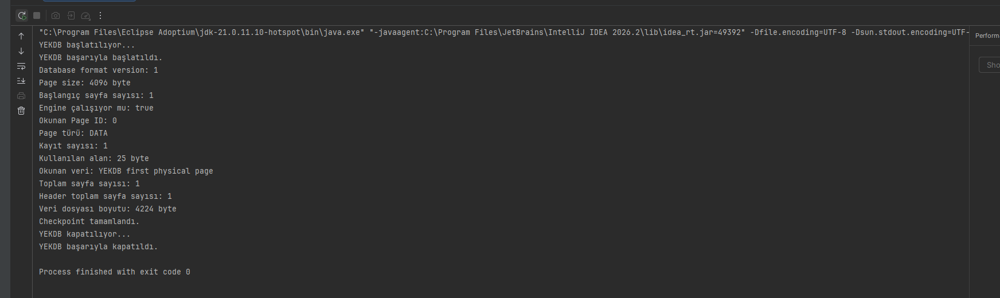 "C:\Program Files\Eclipse Adoptium\jdk-21.0.11.10-hotspot\bin\java.exe" "-javaagent:C:\Program Files\JetBrains\IntelliJ IDEA 2026.2\lib\idea_rt.jar=49392" -Dfile.encoding=UTF-8 -Dsun.stdout.encoding=UTF-
Perform
YEKDB başlatılıyor...
YEKDB başarıyla başlatıldı.
Sho
Database format version: 1
Page size: 4096 byte
Başlangıç sayfa sayısı: 1
Engine çalışıyor mu: true
Okunan Page ID: 0
Page türü: DATA
Kayıt sayısı: 1
Kullanılan alan: 25 byte
Okunan veri: YEKDB first physical page
Toplam sayfa sayısı: 1
Header toplam sayfa sayısı: 1
Veri dosyası boyutu: 4224 byte
Checkpoint tamamlandı.
YEKDB kapatılıyor...
YEKDB başarıyla kapatıldı.
Process finished with exit code 0